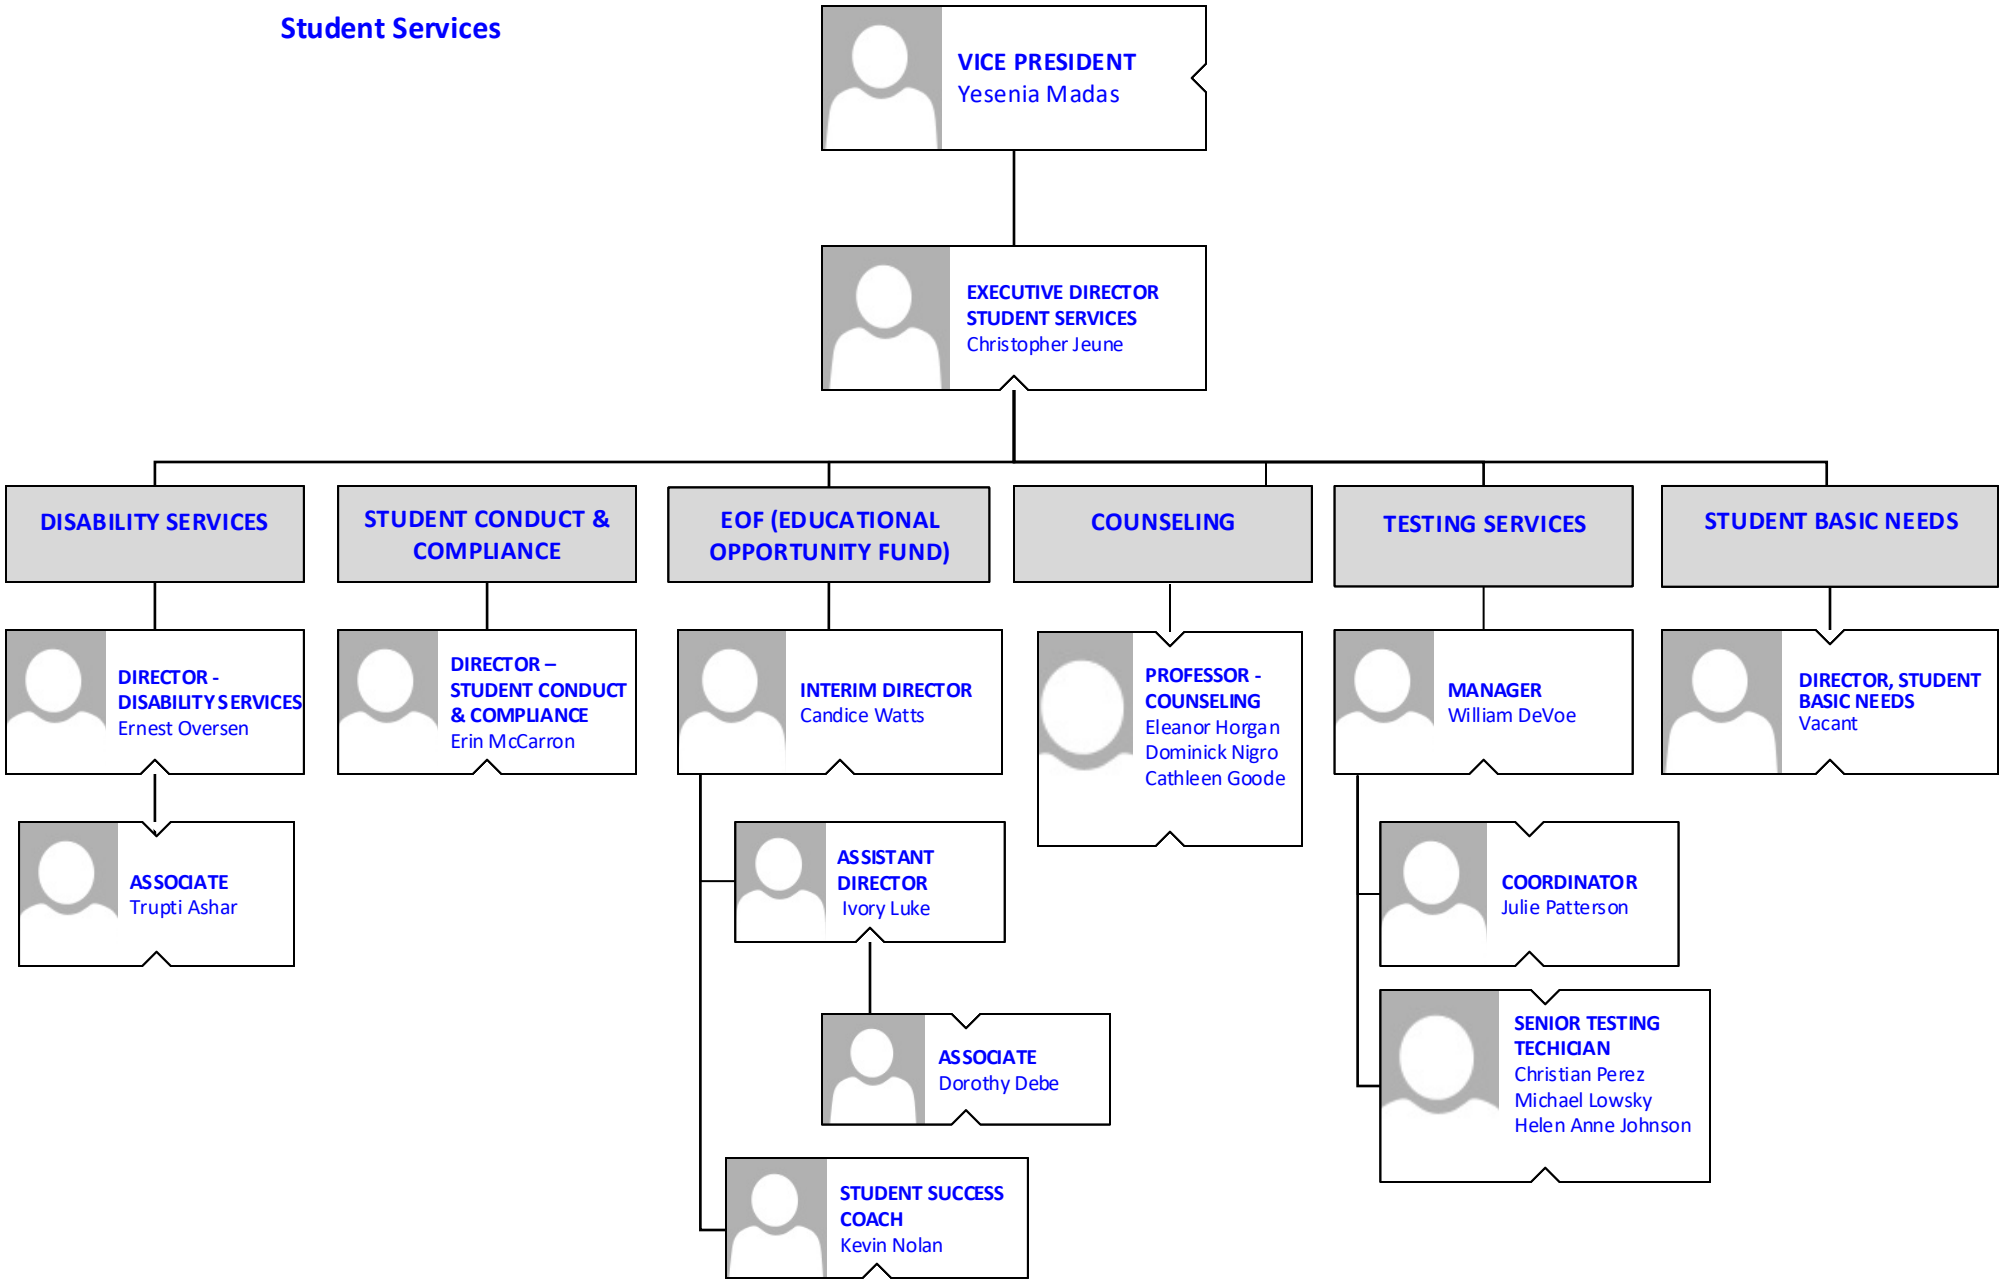 Student Services
VICE PRESIDENT
Yesenia Madas
EXECUTIVE DIRECTOR
STUDENT SERVICES
Christopher Jeune
DISABILITY SERVICES
STUDENT CONDUCT &
COMPLIANCE
EOF (EDUCATIONAL
OPPORTUNITY FUND)
COUNSELING
TESTING SERVICES
STUDENT BASIC NEEDS
DIRECTOR -
DISABILITY SERVICES
Ernest Oversen
DIRECTOR –
STUDENT CONDUCT
& COMPLIANCE
Erin McCarron
INTERIM DIRECTOR
Candice Watts
PROFESSOR -
COUNSELING
Eleanor Horgan
Dominick Nigro
Cathleen Goode
MANAGER
William DeVoe
DIRECTOR, STUDENT
BASIC NEEDS
Vacant
ASSOCIATE
Trupti Ashar
ASSISTANT
DIRECTOR
Ivory Luke
COORDINATOR
Julie Patterson
ASSOCIATE
Dorothy Debe
SENIOR TESTING
TECHICIAN
Christian Perez
Michael Lowsky
Helen Anne Johnson
STUDENT SUCCESS
COACH
Kevin Nolan